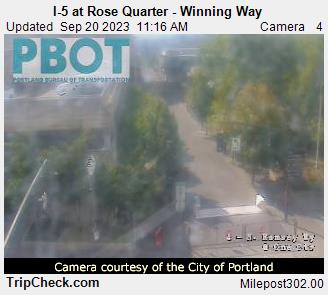 I-5 at Rose Quarter - Winning Way
Updated Sep 20 2023 11:16 AM Camera 4
PBOT
PORTLAND BUREAU OF TRANSPORTATION
Camera courtesy of the City of Portland
TripCheck.com Milepost302.00